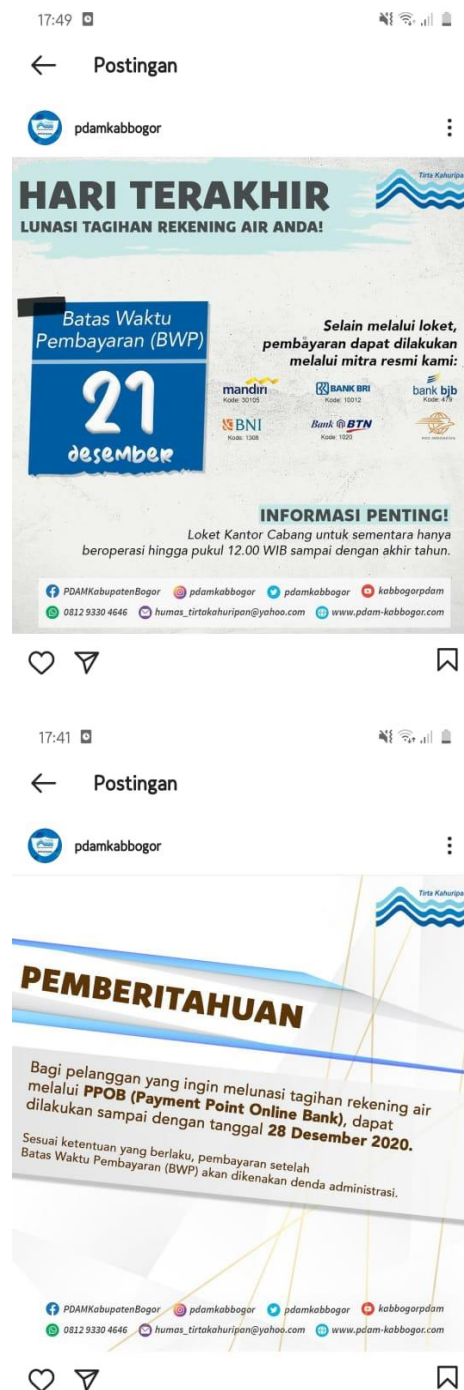 17:49
Postingan
pdamkabbogor
Tirta Kahuripa
HARI TERAKHIR
LUNASI TAGIHAN REKENING AIR ANDA!
Batas Waktu
Pembayaran (BWP)
21
desember
Selain melalui loket,
pembayaran dapat dilakukan
melalui mitra resmi kami:
mandiri
Kode: 30105
BANK BRI
Kode: 10012
bank bjb
Kode: 479
BNI
Kode: 1308
Bank BTN
Kode: 1020
POS INDONESIA
INFORMASI PENTING!
Loket Kantor Cabang untuk sementara hanya
beroperasi hingga pukul 12.00 WIB sampai dengan akhir tahun.
PDAMKabupatenBogor pdamkabbogor pdamkabbogor kabbogorpdam
0812 9330 4646 humas_tirtakahuripan@yahoo.com www.pdam-kabbogor.com
17:41
Postingan
pdamkabbogor
Tirta Kahuripa
PEMBERITAHUAN
Bagi pelanggan yang ingin melunasi tagihan rekening air
melalui PPOB (Payment Point Online Bank), dapat
dilakukan sampai dengan tanggal 28 Desember 2020.
Sesuai ketentuan yang berlaku, pembayaran setelah
Batas Waktu Pembayaran (BWP) akan dikenakan denda administrasi.
PDAMKabupatenBogor pdamkabbogor pdamkabbogor kabbogorpdam
0812 9330 4646 humas_tirtakahuripan@yahoo.com www.pdam-kabbogor.com